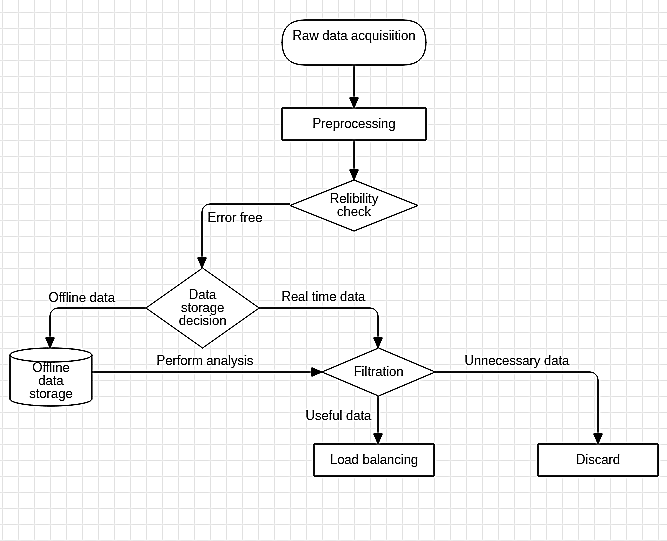 Raw data acquisiition
Preprocessing
Relibility
check
Error free
Data
storage
decision
Offline data
Real time data
Offline
data
storage
Perform analysis
Filtration
Unnecessary data
Useful data
Load balancing
Discard